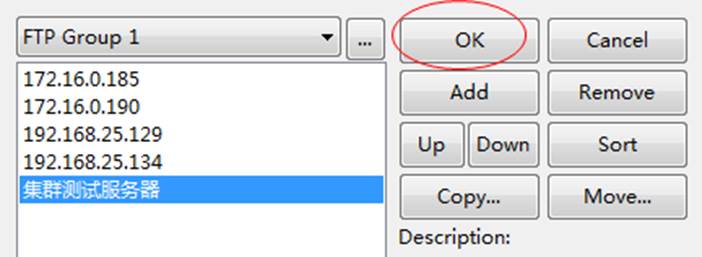 FTP Group 1
...
OK
Cancel
172.16.0.185
172.16.0.190
192.168.25.129
192.168.25.134
集群测试服务器
Add
Remove
Up
Down
Sort
Copy...
Move...
Description: